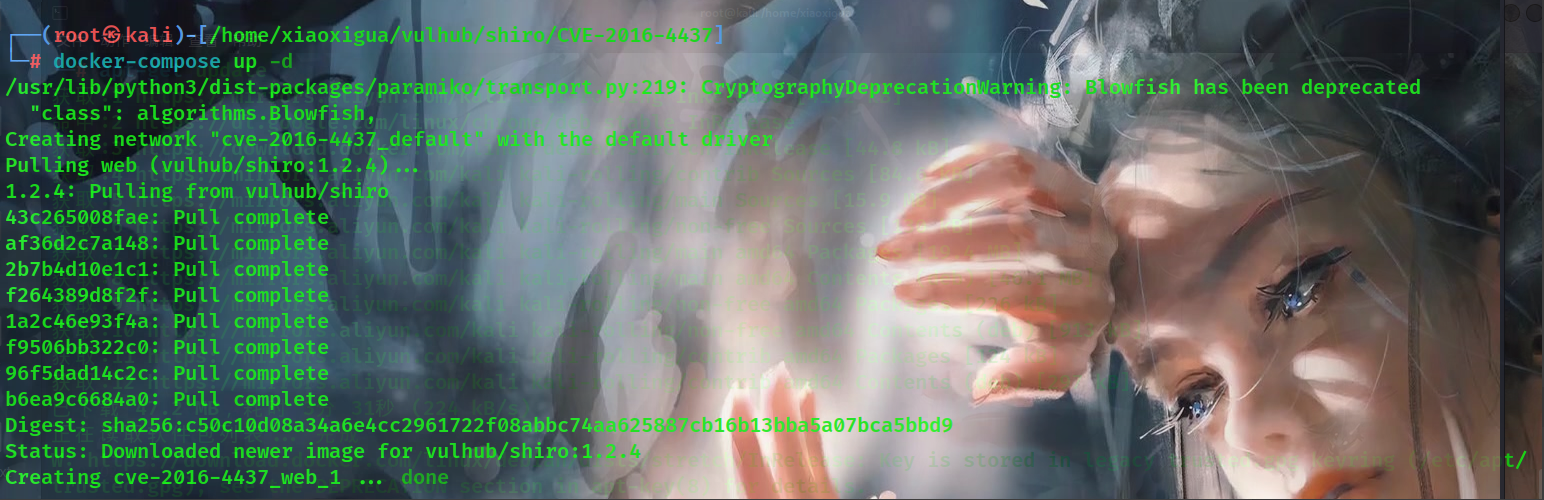 ┌──(root㉿kali)-[/home/xiaoxigua/vulhub/shiro/CVE-2016-4437]
└─# docker-compose up -d
/usr/lib/python3/dist-packages/paramiko/transport.py:219: CryptographyDeprecationWarning: Blowfish has been deprecated
"class": algorithms.Blowfish,
Creating network "cve-2016-4437_default" with the default driver
Pulling web (vulhub/shiro:1.2.4)...
1.2.4: Pulling from vulhub/shiro
43c265008fae: Pull complete
af36d2c7a148: Pull complete
2b7b4d10e1c1: Pull complete
f264389d8f2f: Pull complete
1a2c46e93f4a: Pull complete
f9506bb322c0: Pull complete
96f5dad14c2c: Pull complete
b6ea9c6684a0: Pull complete
Digest: sha256:c50c10d08a34a6e4cc2961722f08abbc74aa625887cb16b13bba5a07bca5bbd9
Status: Downloaded newer image for vulhub/shiro:1.2.4
Creating cve-2016-4437_web_1 ... done